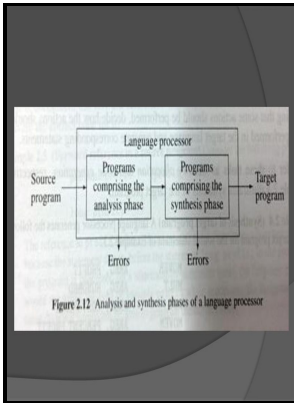 Language processor
Source
program
Programs
comprising the
analysis phase
Programs
comprising the
synthesis phase
Target
program
Errors
Errors
Figure 2.12 Analysis and synthesis phases of a language processor